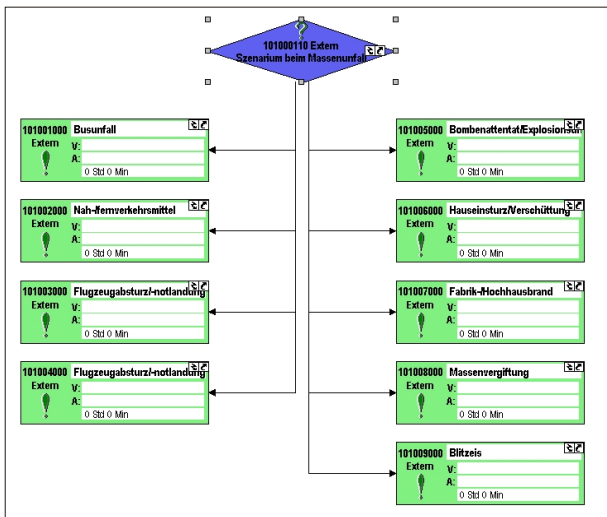 ?
101000110 Extern
Szenarium beim Massenunfall
101001000 Busunfall
Extern V:
! A:
0 Std 0 Min
101002000 Nah-/fernverkehrsmittel
Extern V:
! A:
0 Std 0 Min
101003000 Flugzeugabsturz/-notlandung
Extern V:
! A:
0 Std 0 Min
101004000 Flugzeugabsturz/-notlandung
Extern V:
! A:
0 Std 0 Min
101005000 Bombenattentat/Explosionsun
Extern V:
! A:
0 Std 0 Min
101006000 Hauseinsturz/Verschüttung
Extern V:
! A:
0 Std 0 Min
101007000 Fabrik-/Hochhausbrand
Extern V:
! A:
0 Std 0 Min
101008000 Massenvergiftung
Extern V:
! A:
0 Std 0 Min
101009000 Blitzeis
Extern V:
! A:
0 Std 0 Min